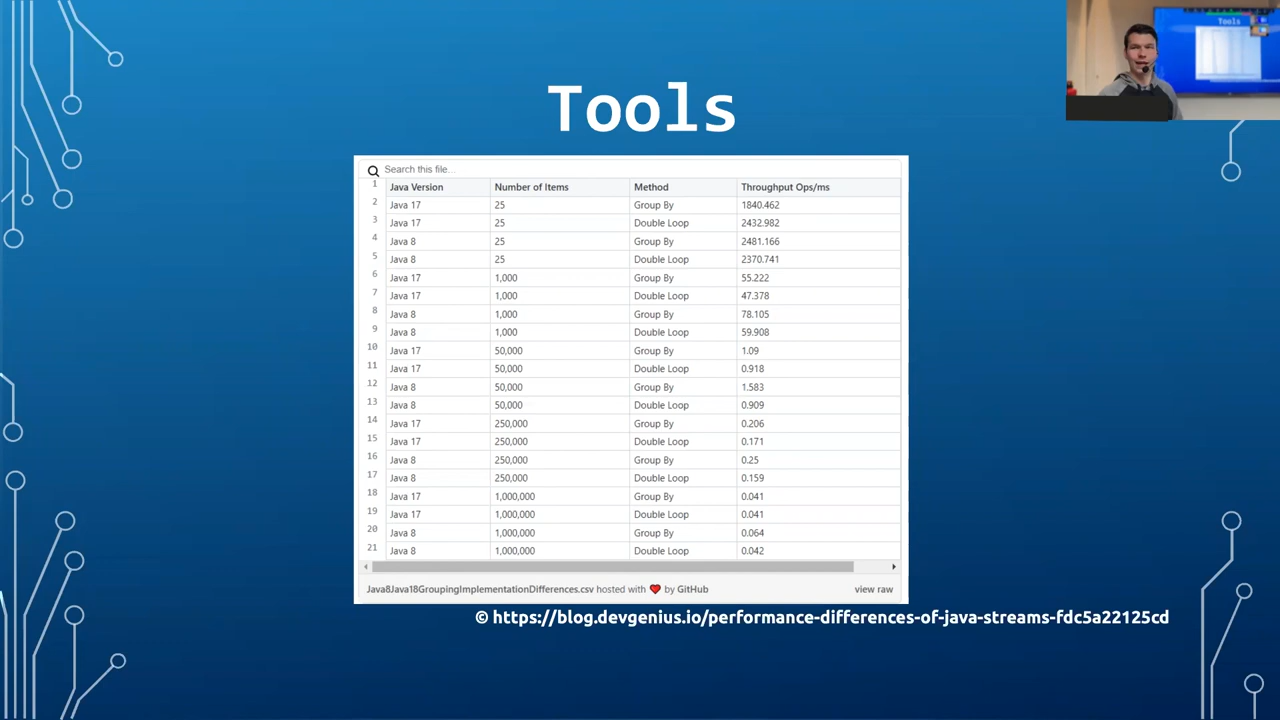 Tools
Tools
Search this file...
1 Java Version Number of Items Method Throughput Ops/ms
2 Java 17 25 Group By 1840.462
3 Java 17 25 Double Loop 2432.982
4 Java 8 25 Group By 2481.166
5 Java 8 25 Double Loop 2370.741
6 Java 17 1,000 Group By 55.222
7 Java 17 1,000 Double Loop 47.378
8 Java 8 1,000 Group By 78.105
9 Java 8 1,000 Double Loop 59.908
10 Java 17 50,000 Group By 1.09
11 Java 17 50,000 Double Loop 0.918
12 Java 8 50,000 Group By 1.583
13 Java 8 50,000 Double Loop 0.909
14 Java 17 250,000 Group By 0.206
15 Java 17 250,000 Double Loop 0.171
16 Java 8 250,000 Group By 0.25
17 Java 8 250,000 Double Loop 0.159
18 Java 17 1,000,000 Group By 0.041
19 Java 17 1,000,000 Double Loop 0.041
20 Java 8 1,000,000 Group By 0.064
21 Java 8 1,000,000 Double Loop 0.042
Java8Java18GroupingImplementationDifferences.csv hosted with ❤ by GitHub view raw
© https://blog.devgenius.io/performance-differences-of-java-streams-fdc5a22125cd